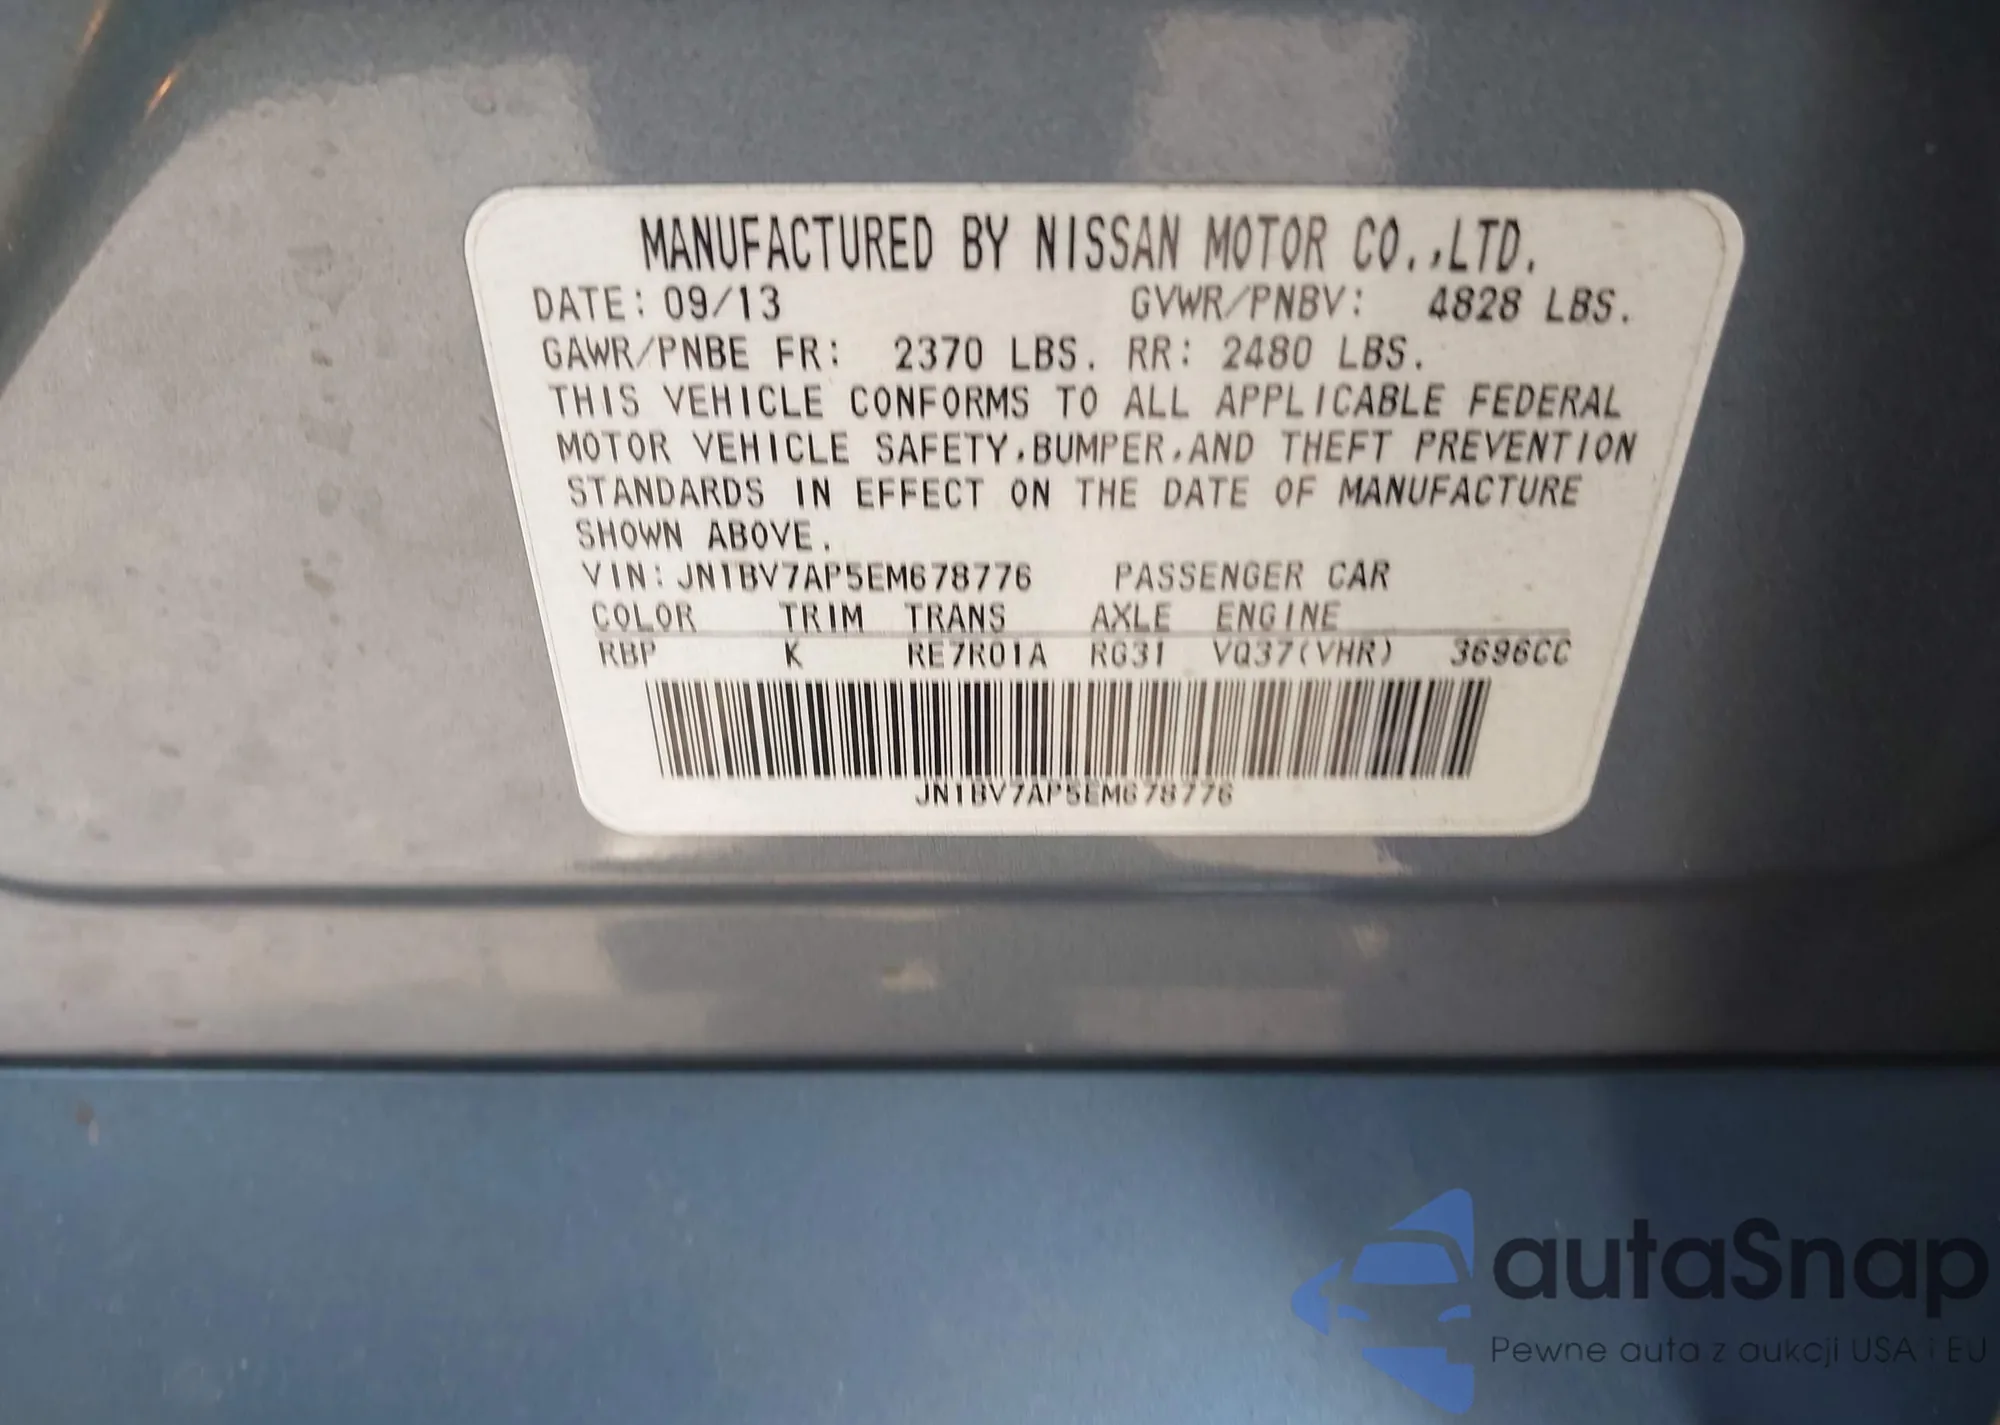 MANUFACTURED BY NISSAN MOTOR CO.,LTD.
DATE: 09/13 GVWR/PNBV: 4828 LBS.
GAWR/PNBE FR: 2370 LBS. RR: 2480 LBS.
THIS VEHICLE CONFORMS TO ALL APPLICABLE FEDERAL
MOTOR VEHICLE SAFETY,BUMPER,AND THEFT PREVENTION
STANDARDS IN EFFECT ON THE DATE OF MANUFACTURE
SHOWN ABOVE.
VIN: JN1BV7AP5EM678776 PASSENGER CAR
COLOR TRIM TRANS AXLE ENGINE
RBP K RE7R01A RG31 VQ37(VHR) 3696CC
JN1BV7AP5EM678776
autaSnap
Pewne auta z aukcji USA i EU